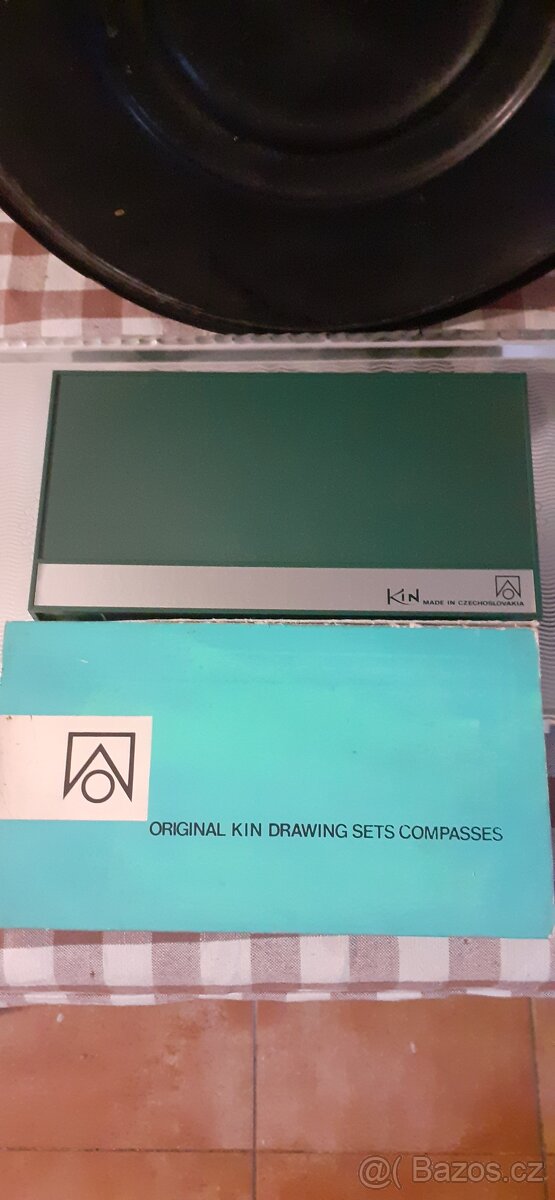 KiN MADE IN CZECHOSLOVAKIA
ORIGINAL KIN DRAWING SETS COMPASSES
@( Bazos.cz